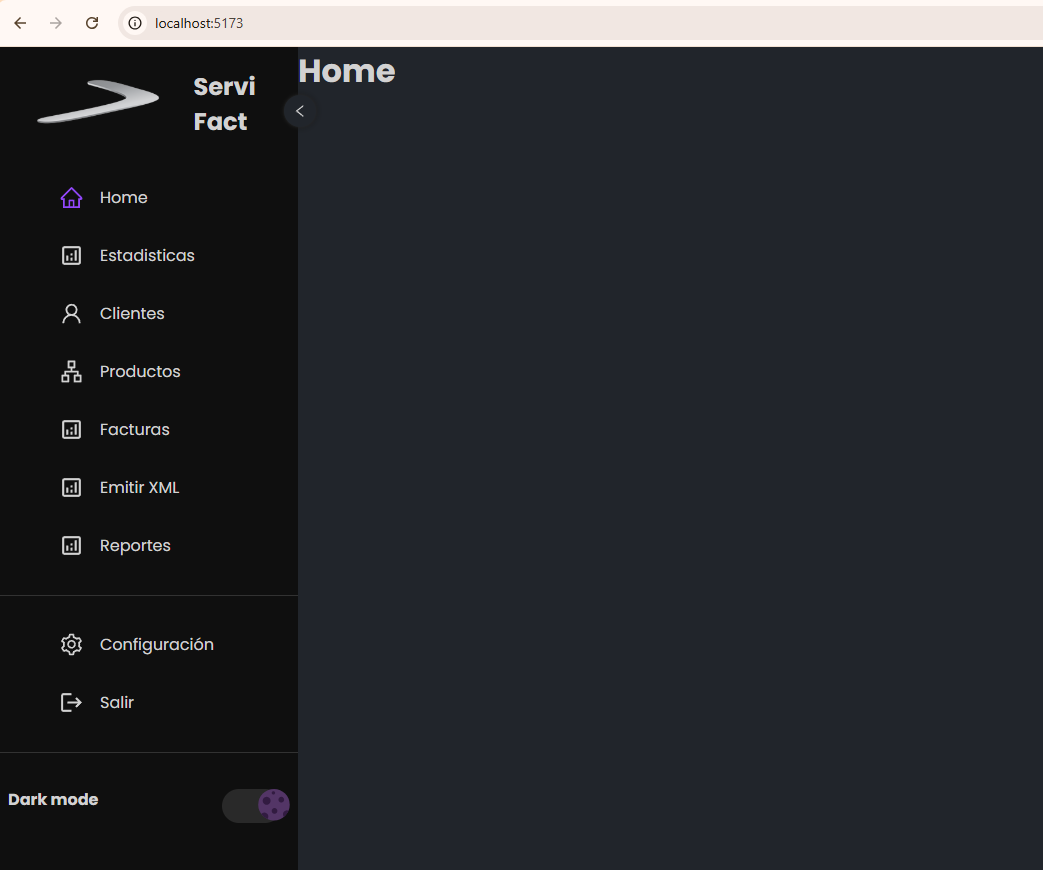 localhost:5173
Servi
Fact
Home
Home
Estadisticas
Clientes
Productos
Facturas
Emitir XML
Reportes
Configuración
Salir
Dark mode